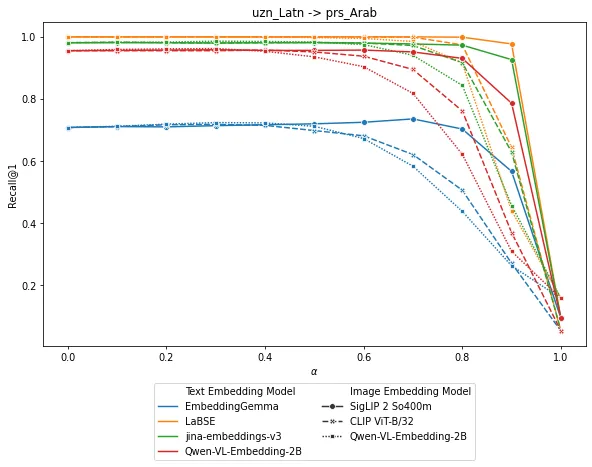 uzn_Latn -> prs_Arab
Recall@1
1.0
0.8
0.6
0.4
0.2
0.0 0.2 0.4 0.6 0.8 1.0
α
Text Embedding Model
EmbeddingGemma
LaBSE
jina-embeddings-v3
Qwen-VL-Embedding-2B
Image Embedding Model
SigLIP 2 So400m
CLIP ViT-B/32
Qwen-VL-Embedding-2B